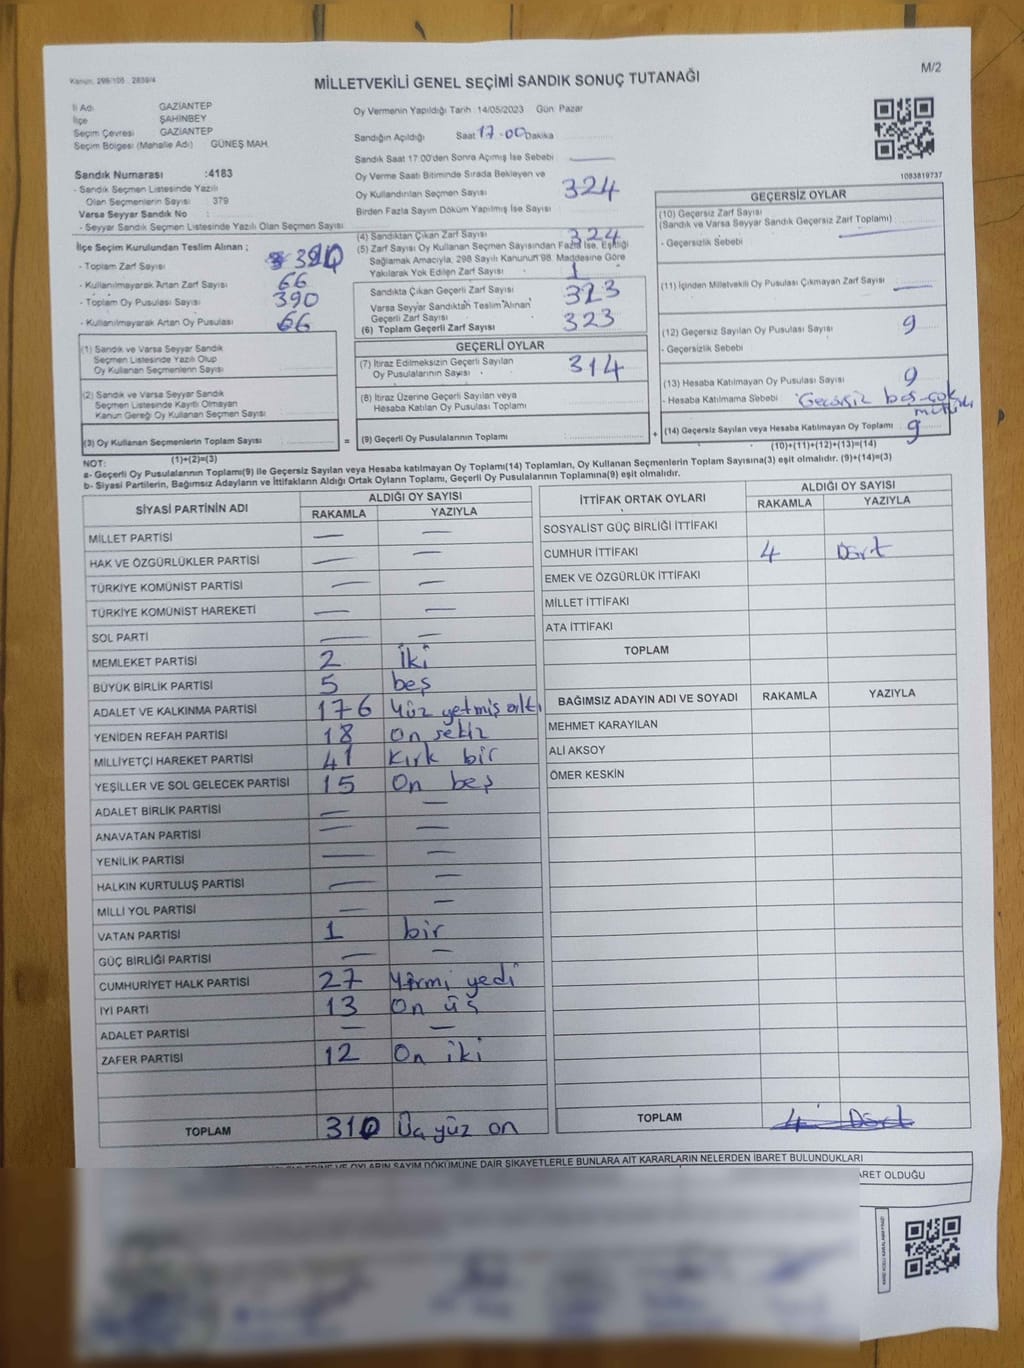 Kanun: 298/105 : 2839/4
M/2
MİLLETVEKİLİ GENEL SEÇİMİ SANDIK SONUÇ TUTANAĞI
İl Adı GAZİANTEP
İlçe ŞAHİNBEY
Seçim Çevresi GAZİANTEP
Seçim Bölgesi (Mahalle Adı) GÜNEŞ MAH.
Sandık Numarası :4183
- Sandık Seçmen Listesinde Yazılı
Olan Seçmenlerin Sayısı 379
Varsa Seyyar Sandık No :
- Seyyar Sandık Seçmen Listesinde Yazılı Olan Seçmen Sayısı
İlçe Seçim Kurulundan Teslim Alınan ;
- Toplam Zarf Sayısı 390
- Kullanılmayarak Artan Zarf Sayısı 66
- Toplam Oy Pusulası Sayısı 390
- Kullanılmayarak Artan Oy Pusulası 66
(1) Sandık ve Varsa Seyyar Sandık
Seçmen Listesinde Yazılı Olup
Oy Kullanan Seçmenlerin Sayısı
(2) Sandık ve Varsa Seyyar Sandık
Seçmen Listesinde Kayıtlı Olmayan
Kanun Gereği Oy Kullanan Seçmen Sayısı
(3) Oy Kullanan Seçmenlerin Toplam Sayısı
(1)+(2)=(3)
Oy Vermenin Yapıldığı Tarih : 14/05/2023 Gün: Pazar
Sandığın Açıldığı Saat 17.00 Dakika
Sandık Saat 17:00'den Sonra Açımış İse Sebebi —
Oy Verme Saati Bitiminde Sırada Bekleyen ve
Oy Kullandırılan Seçmen Sayısı 324
Birden Fazla Sayım Döküm Yapılmış İse Sayısı
(4) Sandıktan Çıkan Zarf Sayısı 324
(5) Zarf Sayısı Oy Kullanan Seçmen Sayısından Fazla İse, Eşitliği
Sağlamak Amacıyla, 298 Sayılı Kanunun 98. Maddesine Göre
Yakılarak Yok Edilen Zarf Sayısı 1
Sandıkta Çıkan Geçerli Zarf Sayısı 323
Varsa Seyyar Sandıktan Teslim Alınan
Geçerli Zarf Sayısı 323
(6) Toplam Geçerli Zarf Sayısı
GEÇERLİ OYLAR
(7) İtiraz Edilmeksizin Geçerli Sayılan
Oy Pusulalarının Sayısı 314
(8) İtiraz Üzerine Geçerli Sayılan veya
Hesaba Katılan Oy Pusulası Toplamı
= (9) Geçerli Oy Pusulalarının Toplamı
1083819737
GEÇERSİZ OYLAR
(10) Geçersiz Zarf Sayısı
(Sandık ve Varsa Seyyar Sandık Geçersiz Zarf Toplamı) —
- Geçersizlik Sebebi
(11) İçinden Milletvekili Oy Pusulası Çıkmayan Zarf Sayısı —
(12) Geçersiz Sayılan Oy Pusulası Sayısı 9
- Geçersizlik Sebebi
(13) Hesaba Katılmayan Oy Pusulası Sayısı 9
- Hesaba Katılmama Sebebi Geçersiz boş-çok
+ (14) Geçersiz Sayılan veya Hesaba Katılmayan Oy Toplamı 9
(10)+(11)+(12)+(13)=(14)
NOT:
a- Geçerli Oy Pusulalarının Toplamı(9) ile Geçersiz Sayılan veya Hesaba katılmayan Oy Toplamı(14) Toplamları, Oy Kullanan Seçmenlerin Toplam Sayısına(3) eşit olmalıdır. (9)+(14)=(3)
b- Siyasi Partilerin, Bağımsız Adayların ve İttifakların Aldığı Ortak Oyların Toplamı, Geçerli Oy Pusulalarının Toplamına(9) eşit olmalıdır.
SİYASİ PARTİNİN ADI ALDIĞI OY SAYISI
RAKAMLA YAZIYLA
MİLLET PARTİSİ — —
HAK VE ÖZGÜRLÜKLER PARTİSİ — —
TÜRKİYE KOMÜNİST PARTİSİ — —
TÜRKİYE KOMÜNİST HAREKETİ — —
SOL PARTİ — —
MEMLEKET PARTİSİ 2 iki
BÜYÜK BİRLİK PARTİSİ 5 beş
ADALET VE KALKINMA PARTİSİ 176 Yüz yetmiş altı
YENİDEN REFAH PARTİSİ 18 On sekiz
MİLLİYETÇİ HAREKET PARTİSİ 41 Kırk bir
YEŞİLLER VE SOL GELECEK PARTİSİ 15 On beş
ADALET BİRLİK PARTİSİ — —
ANAVATAN PARTİSİ — —
YENİLİK PARTİSİ — —
HALKIN KURTULUŞ PARTİSİ — —
MİLLİ YOL PARTİSİ — —
VATAN PARTİSİ 1 bir
GÜÇ BİRLİĞİ PARTİSİ — —
CUMHURİYET HALK PARTİSİ 27 Yirmi yedi
İYİ PARTİ 13 On üç
ADALET PARTİSİ — —
ZAFER PARTİSİ 12 On iki
TOPLAM 310 Üç yüz on
İTTİFAK ORTAK OYLARI ALDIĞI OY SAYISI
RAKAMLA YAZIYLA
SOSYALİST GÜÇ BİRLİĞİ İTTİFAKI
CUMHUR İTTİFAKI 4 Dört
EMEK VE ÖZGÜRLÜK İTTİFAKI
MİLLET İTTİFAKI
ATA İTTİFAKI
TOPLAM
BAĞIMSIZ ADAYIN ADI VE SOYADI RAKAMLA YAZIYLA
MEHMET KARAYILAN
ALİ AKSOY
ÖMER KESKİN
TOPLAM 4 Dört
VE OYLARIN SAYIM DÖKÜMÜNE DAİR ŞİKAYETLERLE BUNLARA AİT KARARLARIN NELERDEN İBARET BULUNDUKLARI
OLDUĞU